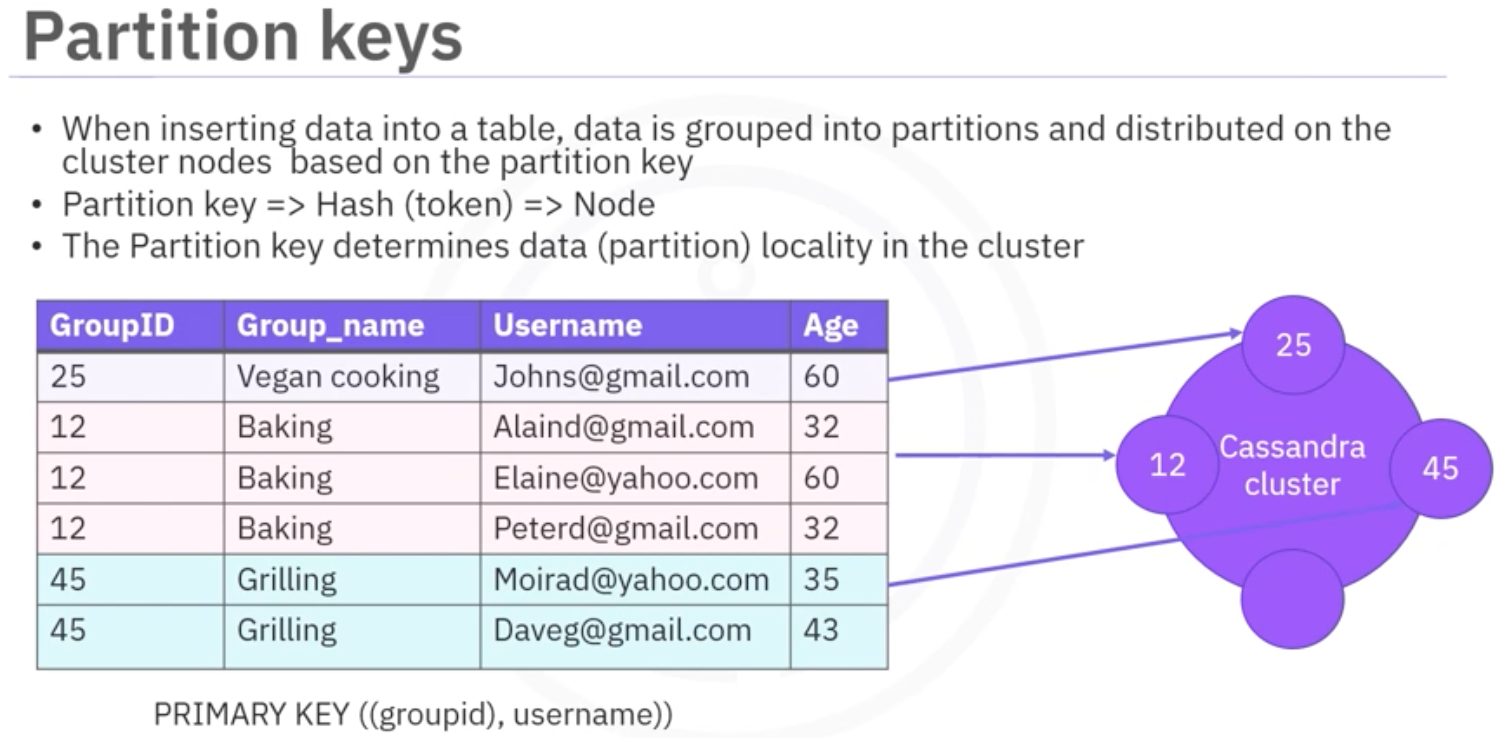 Partition keys
• When inserting data into a table, data is grouped into partitions and distributed on the
cluster nodes  based on the partition key
• Partition key => Hash (token) => Node
• The Partition key determines data (partition) locality in the cluster
GroupID Group_name Username Age
25 Vegan cooking Johns@gmail.com 60
12 Baking Alaind@gmail.com 32
12 Baking Elaine@yahoo.com 60
12 Baking Peterd@gmail.com 32
45 Grilling Moirad@yahoo.com 35
45 Grilling Daveg@gmail.com 43
PRIMARY KEY ((groupid), username))
25
12
Cassandra
cluster
45